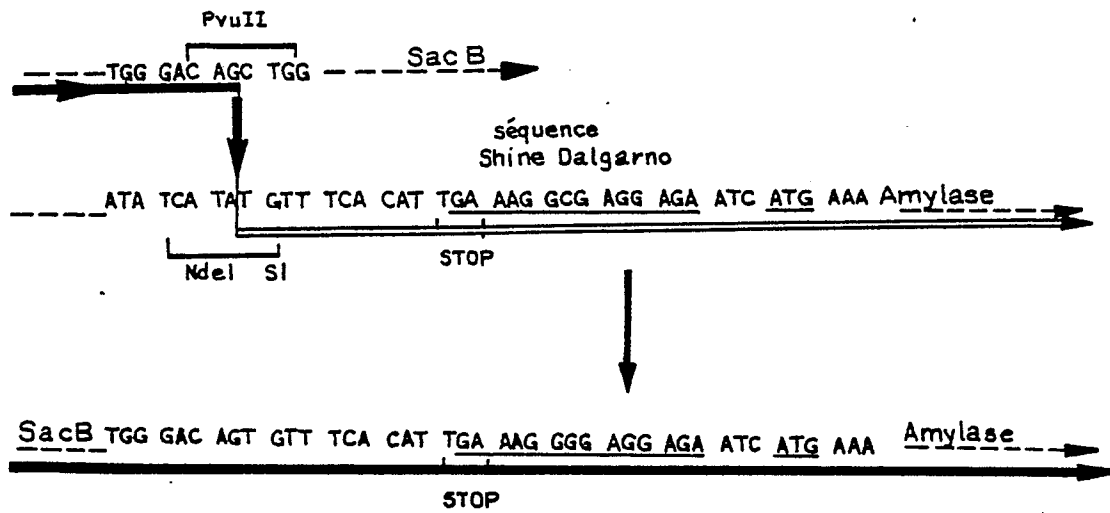 PvuII
TGG GAC AGC TGG SacB
séquence
Shine Dalgarno
ATA TCA TAT GTT TCA CAT TGA AAG GCG AGG AGA ATC ATG AAA Amylase
STOP
NdeI SI
SacB TGG GAC AGT GTT TCA CAT TGA AAG GGG AGG AGA ATC ATG AAA Amylase
STOP